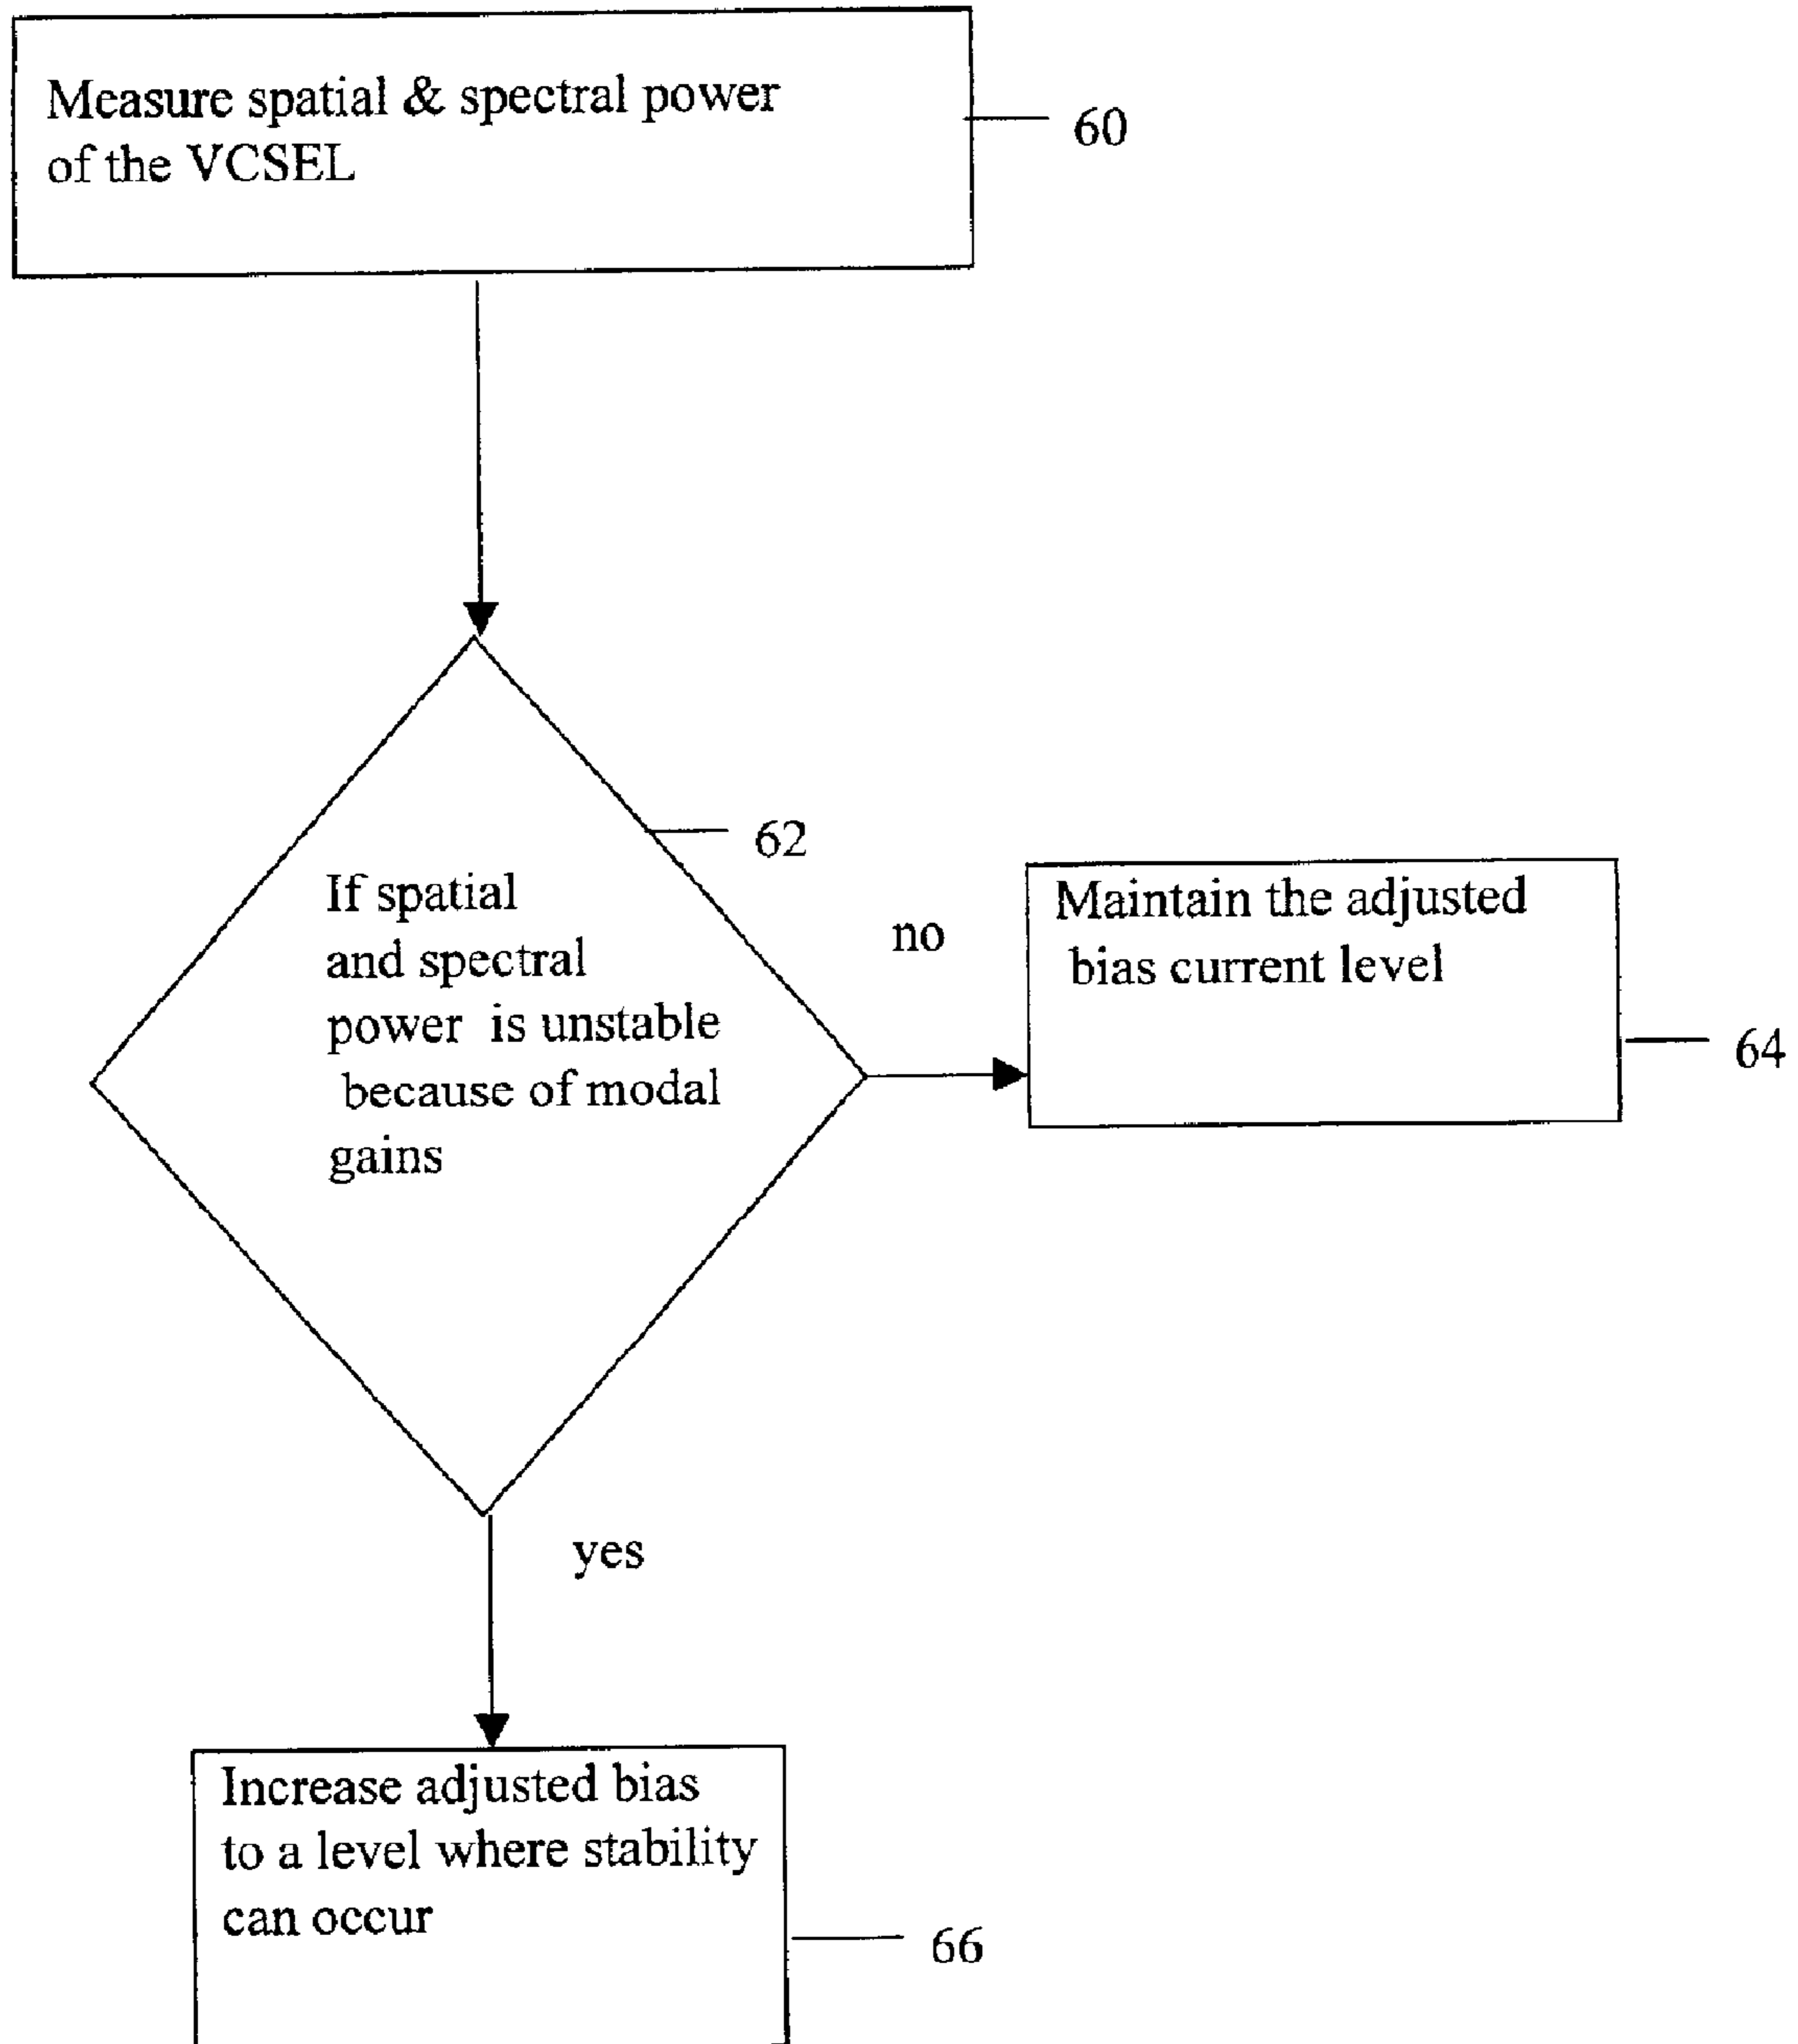 Measure spatial & spectral power
of the VCSEL
60
62
If spatial
and spectral
power is unstable
because of modal
gains
no
Maintain the adjusted
bias current level
64
yes
Increase adjusted bias
to a level where stability
can occur
66